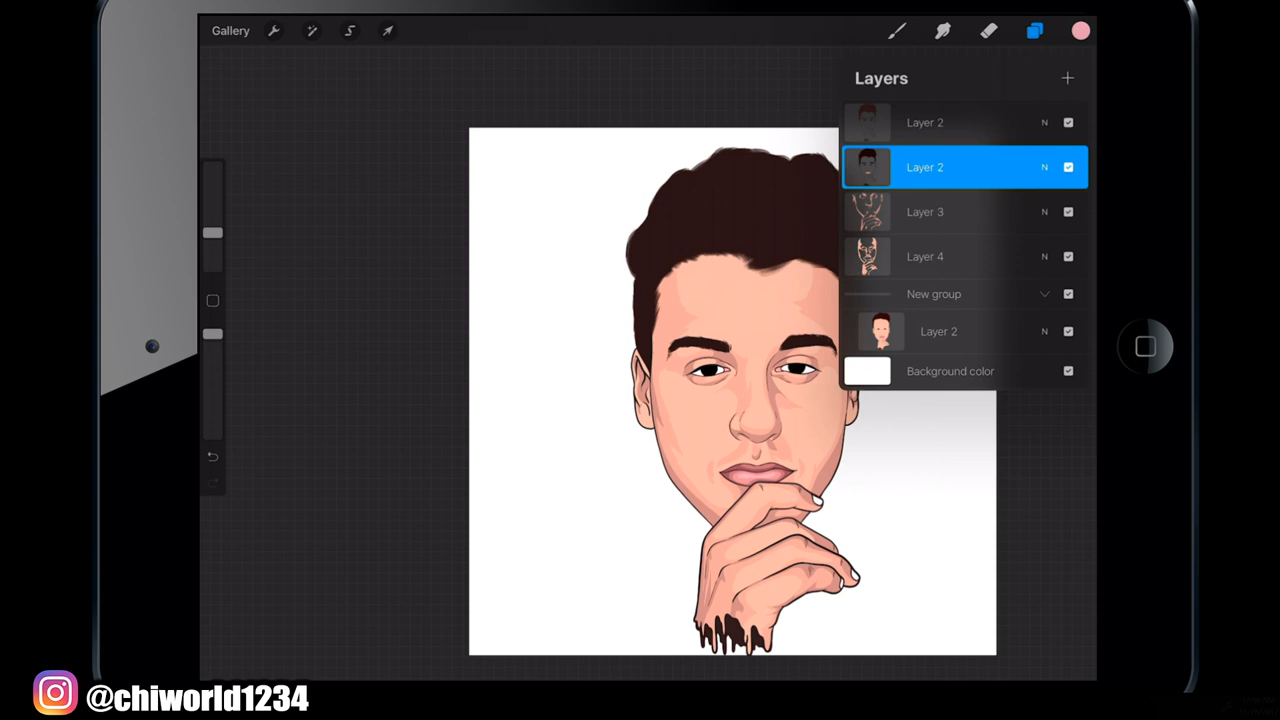 Gallery
Layers
Layer 2 N
Layer 2 N
Layer 3 N
Layer 4 N
New group
Layer 2 N
Background color
@chiworld1234